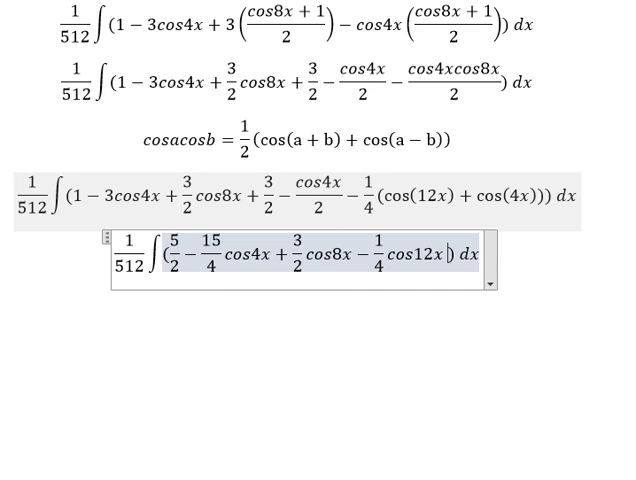 1/512 ∫ (1 − 3cos4x + 3((cos8x + 1)/2) − cos4x((cos8x + 1)/2)) dx
1/512 ∫ (1 − 3cos4x + 3/2 cos8x + 3/2 − cos4x/2 − cos4xcos8x/2) dx
cosacosb = 1/2 (cos(a + b) + cos(a − b))
1/512 ∫ (1 − 3cos4x + 3/2 cos8x + 3/2 − cos4x/2 − 1/4 (cos(12x) + cos(4x))) dx
1/512 ∫ (5/2 − 15/4 cos4x + 3/2 cos8x − 1/4 cos12x) dx